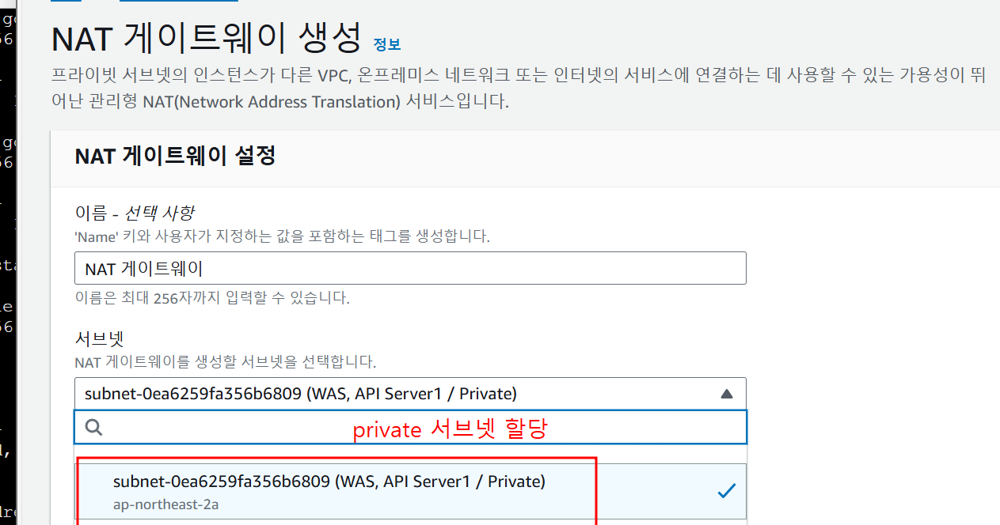 NAT 게이트웨이 생성 정보
프라이빗 서브넷의 인스턴스가 다른 VPC, 온프레미스 네트워크 또는 인터넷의 서비스에 연결하는 데 사용할 수 있는 가용성이 뛰
어난 관리형 NAT(Network Address Translation) 서비스입니다.
NAT 게이트웨이 설정
이름 - 선택 사항
'Name' 키와 사용자가 지정하는 값을 포함하는 태그를 생성합니다.
NAT 게이트웨이
이름은 최대 256자까지 입력할 수 있습니다.
서브넷
NAT 게이트웨이를 생성할 서브넷을 선택합니다.
subnet-0ea6259fa356b6809 (WAS, API Server1 / Private)
private 서브넷 할당
subnet-0ea6259fa356b6809 (WAS, API Server1 / Private)
ap-northeast-2a